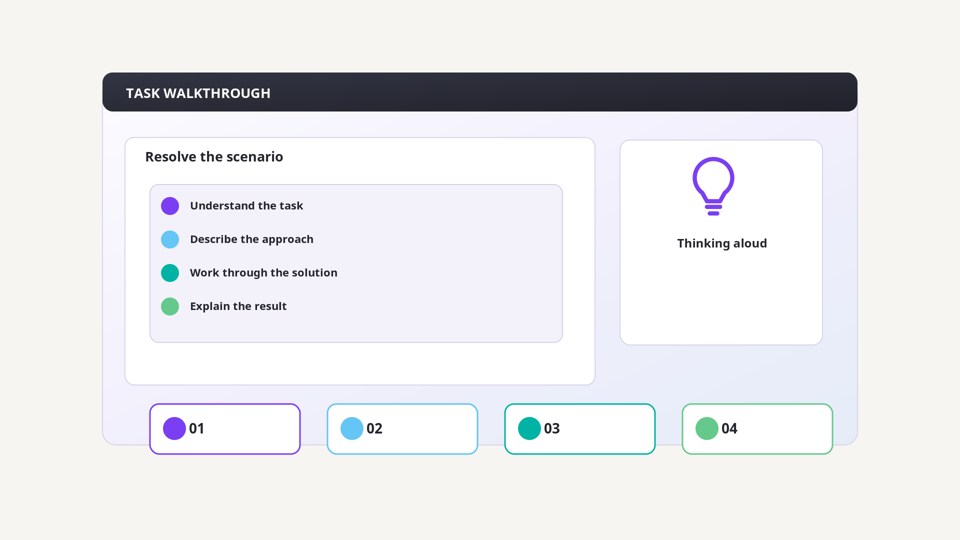 TASK WALKTHROUGH
Resolve the scenario
Understand the task
Describe the approach
Work through the solution
Explain the result
Thinking aloud
01
02
03
04